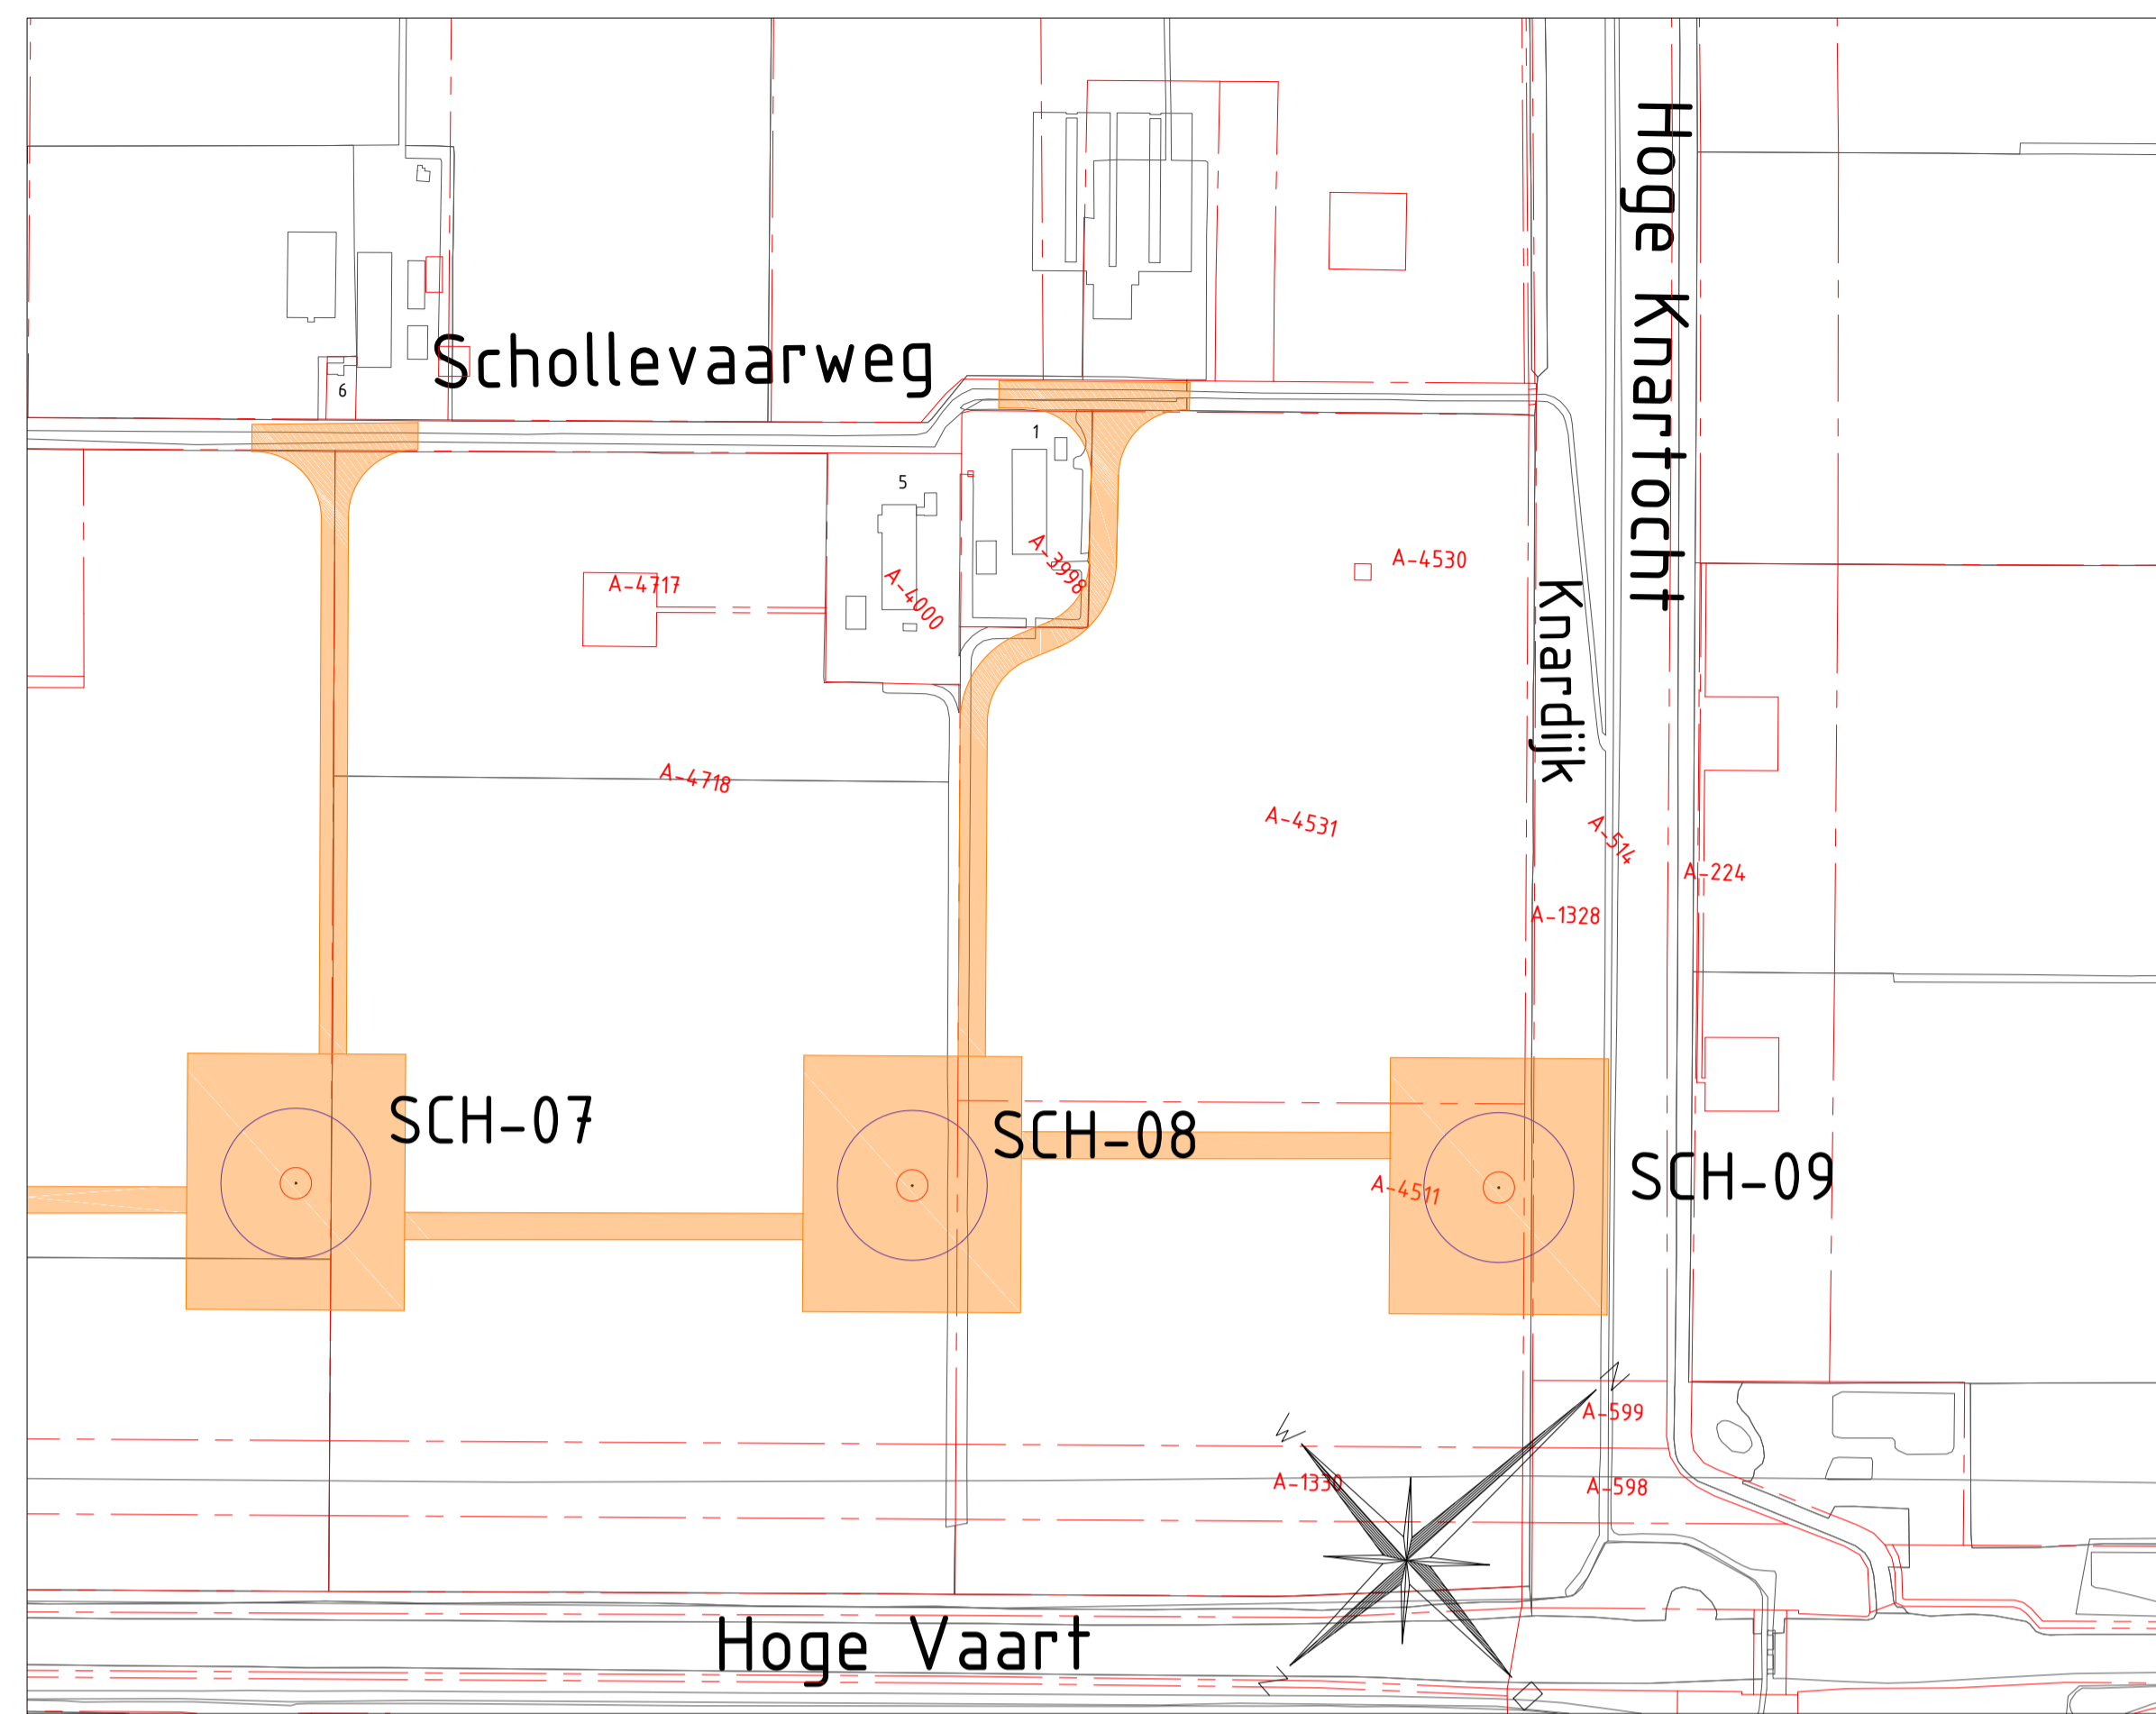 Hoge Knartocht
Schollevaarweg
6
1
5
A-3998
A-4530
A-4717
A-4000
Knardijk
A-4718
A-4531
A-514
A-224
A-1328
SCH-07
SCH-08
SCH-09
A-4511
N
W
A-599
A-1330
A-598
Hoge Vaart
Z
O